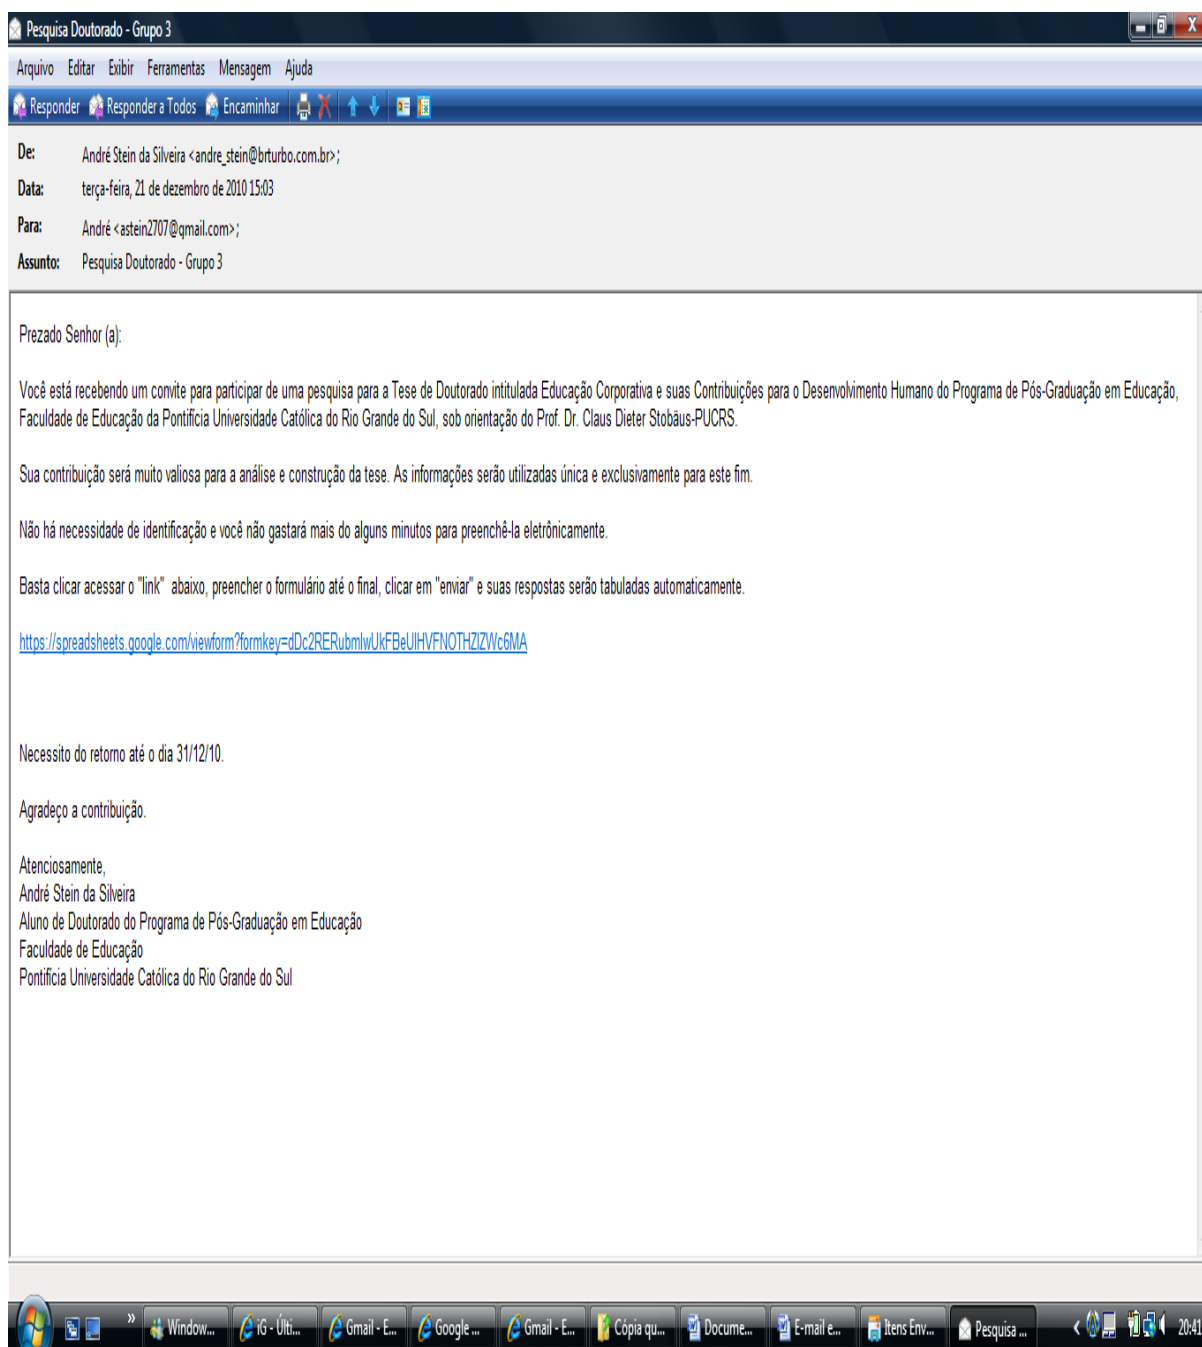 Pesquisa Doutorado - Grupo 3
Arquivo Editar Exibir Ferramentas Mensagem Ajuda
Responder Responder a Todos Encaminhar
De: André Stein da Silveira <andre_stein@brturbo.com.br>;
Data: terça-feira, 21 de dezembro de 2010 15:03
Para: André <astein2707@gmail.com>;
Assunto: Pesquisa Doutorado - Grupo 3
Prezado Senhor (a):
Você está recebendo um convite para participar de uma pesquisa para a Tese de Doutorado intitulada Educação Corporativa e suas Contribuições para o Desenvolvimento Humano do Programa de Pós-Graduação em Educação,
Faculdade de Educação da Pontifícia Universidade Católica do Rio Grande do Sul, sob orientação do Prof. Dr. Claus Dieter Stobäus-PUCRS.
Sua contribuição será muito valiosa para a análise e construção da tese. As informações serão utilizadas única e exclusivamente para este fim.
Não há necessidade de identificação e você não gastará mais do alguns minutos para preenchê-la eletrônicamente.
Basta clicar acessar o "link" abaixo, preencher o formulário até o final, clicar em "enviar" e suas respostas serão tabuladas automaticamente.
https://spreadsheets.google.com/viewform?formkey=dDc2RERubmlwUkFBeUlHVFNOTHZlZWc6MA
Necessito do retorno até o dia 31/12/10.
Agradeço a contribuição.
Atenciosamente,
André Stein da Silveira
Aluno de Doutorado do Programa de Pós-Graduação em Educação
Faculdade de Educação
Pontifícia Universidade Católica do Rio Grande do Sul
» Window... iG - Últi... Gmail - E... Google ... Gmail - E... Cópia qu... Docume... E-mail e... Itens Env... Pesquisa ... 20:41